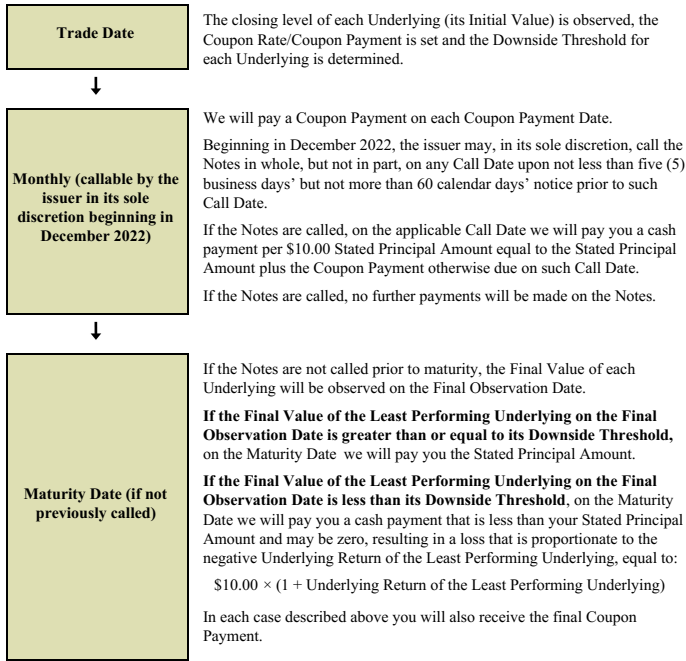 Trade Date
The closing level of each Underlying (its Initial Value) is observed, the
Coupon Rate/Coupon Payment is set and the Downside Threshold for
each Underlying is determined.
Monthly (callable by the
issuer in its sole
discretion beginning in
December 2022)
We will pay a Coupon Payment on each Coupon Payment Date.
Beginning in December 2022, the issuer may, in its sole discretion, call the
Notes in whole, but not in part, on any Call Date upon not less than five (5)
business days’ but not more than 60 calendar days’ notice prior to such
Call Date.
If the Notes are called, on the applicable Call Date we will pay you a cash
payment per $10.00 Stated Principal Amount equal to the Stated Principal
Amount plus the Coupon Payment otherwise due on such Call Date.
If the Notes are called, no further payments will be made on the Notes.
Maturity Date (if not
previously called)
If the Notes are not called prior to maturity, the Final Value of each
Underlying will be observed on the Final Observation Date.
If the Final Value of the Least Performing Underlying on the Final
Observation Date is greater than or equal to its Downside Threshold,
on the Maturity Date we will pay you the Stated Principal Amount.
If the Final Value of the Least Performing Underlying on the Final
Observation Date is less than its Downside Threshold, on the Maturity
Date we will pay you a cash payment that is less than your Stated Principal
Amount and may be zero, resulting in a loss that is proportionate to the
negative Underlying Return of the Least Performing Underlying, equal to:
$10.00 × (1 + Underlying Return of the Least Performing Underlying)
In each case described above you will also receive the final Coupon
Payment.